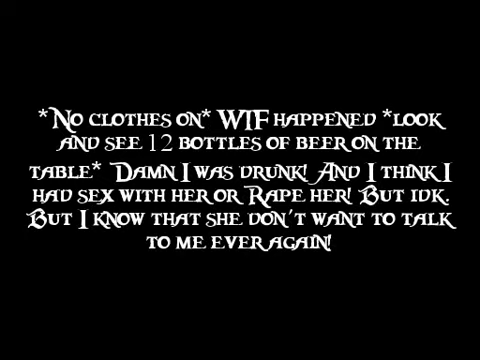 *No clothes on* WTF happened *look
and see 12 bottles of beer on the
table* Damn I was drunk! And I think I
had sex with her or Rape her! But idk.
But I know that she don't want to talk
to me ever again!